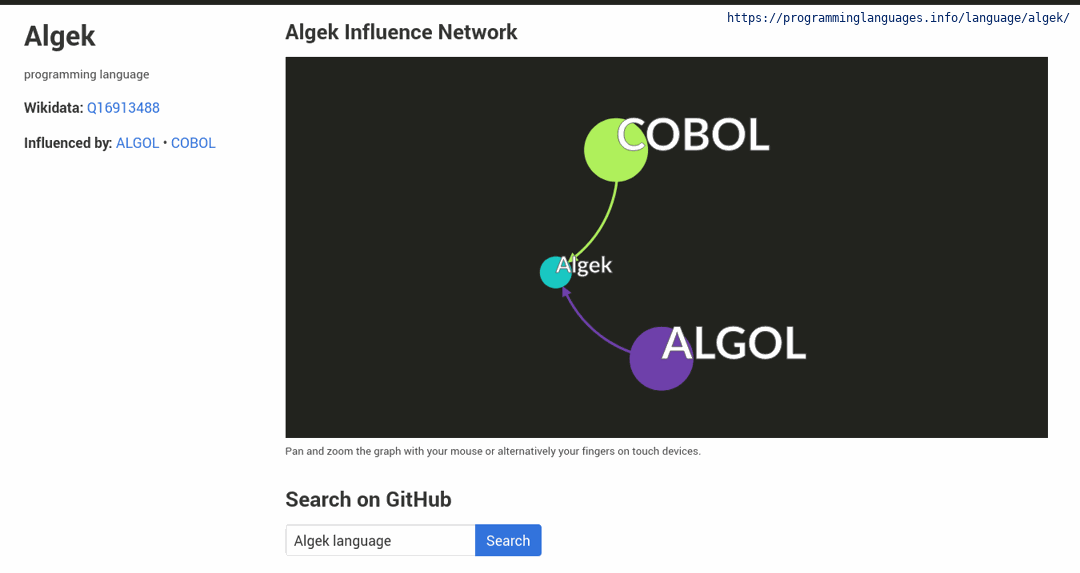 https://programminglanguages.info/language/algek/
Algek
programming language
Wikidata: Q16913488
Influenced by: ALGOL • COBOL
Algek Influence Network
COBOL
Algek
ALGOL
Pan and zoom the graph with your mouse or alternatively your fingers on touch devices.
Search on GitHub
Algek language
Search